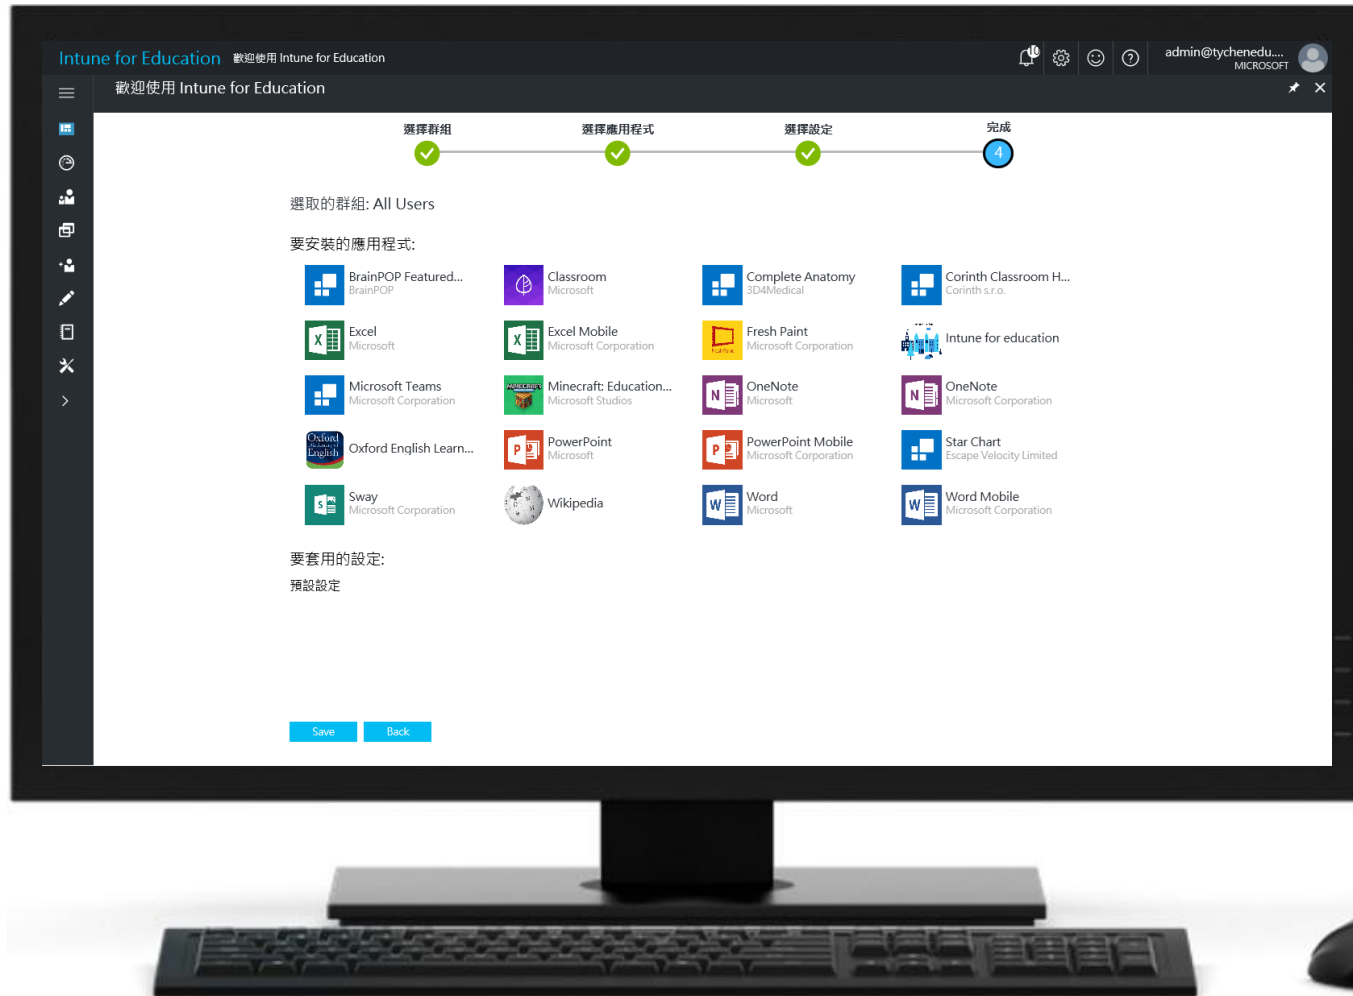 Intune for Education 歡迎使用 Intune for Education
10
admin@tychenedu....
MICROSOFT
歡迎使用 Intune for Education
選擇群組 選擇應用程式 選擇設定 完成
4
選取的群組: All Users
要安裝的應用程式:
BrainPOP Featured...
BrainPOP
Classroom
Microsoft
Complete Anatomy
3D4Medical
Corinth Classroom H...
Corinth s.r.o.
Excel
Microsoft
Excel Mobile
Microsoft Corporation
Fresh Paint
Microsoft Corporation
Intune for education
Microsoft Teams
Microsoft Corporation
Minecraft: Education...
Microsoft Studios
OneNote
Microsoft
OneNote
Microsoft Corporation
Oxford
English
Oxford English Learn...
PowerPoint
Microsoft
PowerPoint Mobile
Microsoft Corporation
Star Chart
Escape Velocity Limited
Sway
Microsoft Corporation
Wikipedia
Word
Microsoft
Word Mobile
Microsoft Corporation
要套用的設定:
預設設定
Save Back